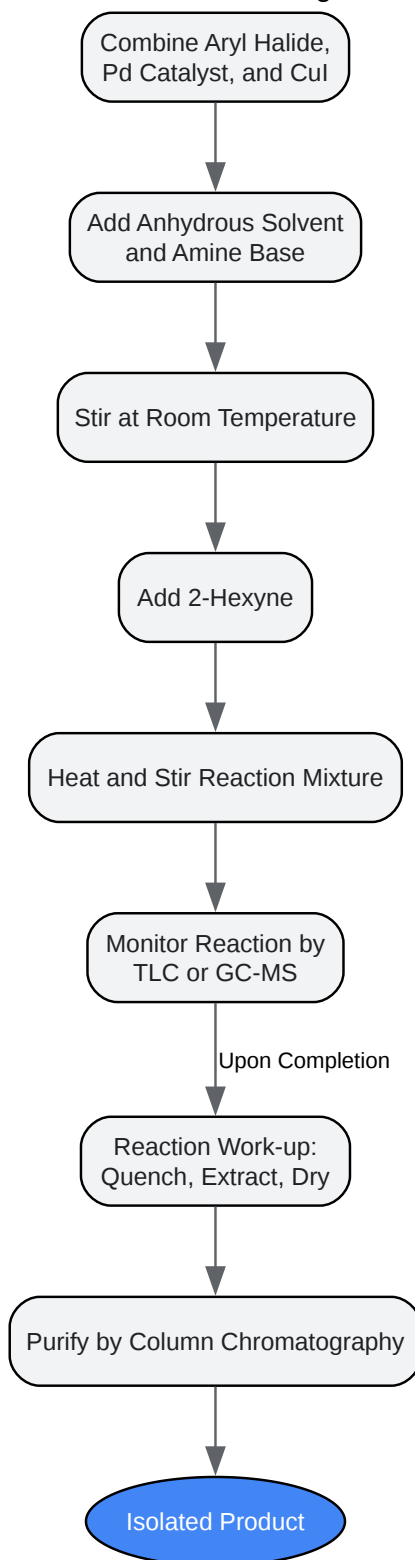 Combine Aryl Halide,
Pd Catalyst, and CuI
Add Anhydrous Solvent
and Amine Base
Stir at Room Temperature
Add 2-Hexyne
Heat and Stir Reaction Mixture
Monitor Reaction by
TLC or GC-MS
Upon Completion
Reaction Work-up:
Quench, Extract, Dry
Purify by Column Chromatography
Isolated Product